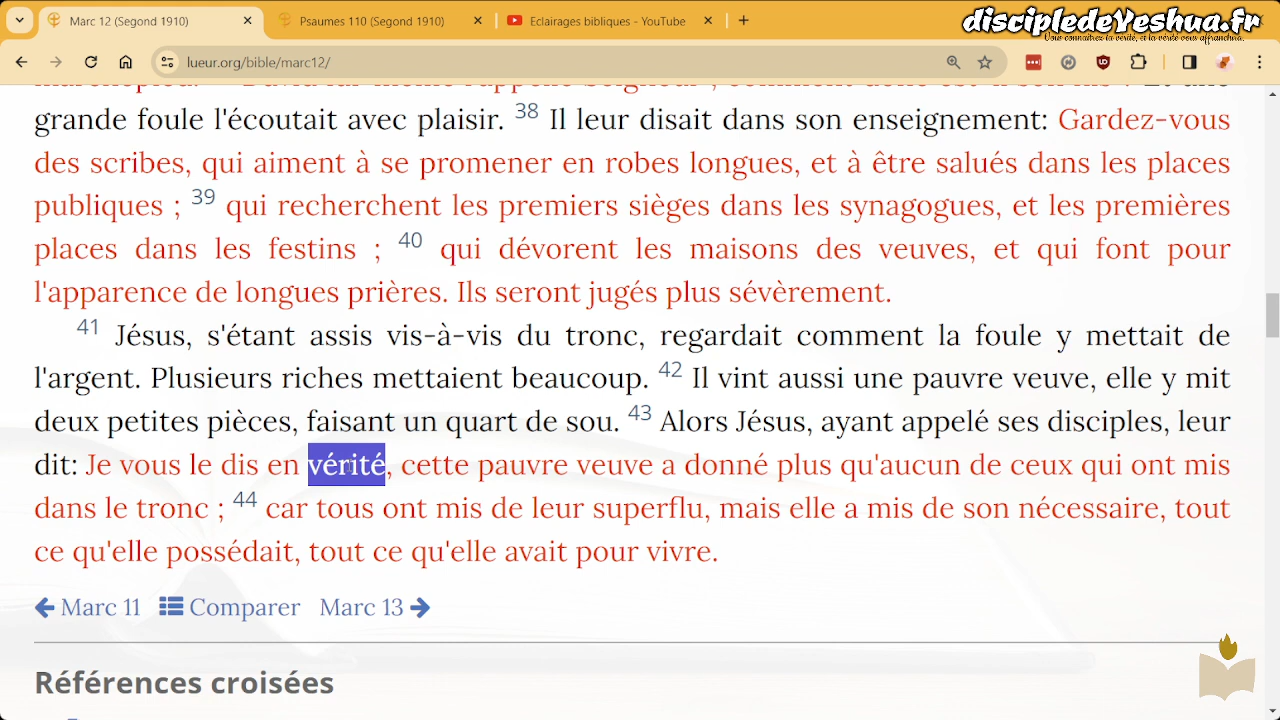 Marc 12 (Segond 1910)
Psaumes 110 (Segond 1910)
Eclairages bibliques - YouTube
discipledeYeshua.fr
Vous connaîtrez la vérité, et la vérité vous affranchira.
lueur.org/bible/marc12/
grande foule l'écoutait avec plaisir. 38 Il leur disait dans son enseignement: Gardez-vous
des scribes, qui aiment à se promener en robes longues, et à être salués dans les places
publiques ; 39 qui recherchent les premiers sièges dans les synagogues, et les premières
places dans les festins ; 40 qui dévorent les maisons des veuves, et qui font pour
l'apparence de longues prières. Ils seront jugés plus sévèrement.
41 Jésus, s'étant assis vis-à-vis du tronc, regardait comment la foule y mettait de
l'argent. Plusieurs riches mettaient beaucoup. 42 Il vint aussi une pauvre veuve, elle y mit
deux petites pièces, faisant un quart de sou. 43 Alors Jésus, ayant appelé ses disciples, leur
dit: Je vous le dis en vérité, cette pauvre veuve a donné plus qu'aucun de ceux qui ont mis
dans le tronc ; 44 car tous ont mis de leur superflu, mais elle a mis de son nécessaire, tout
ce qu'elle possédait, tout ce qu'elle avait pour vivre.
Marc 11 Comparer Marc 13
Références croisées